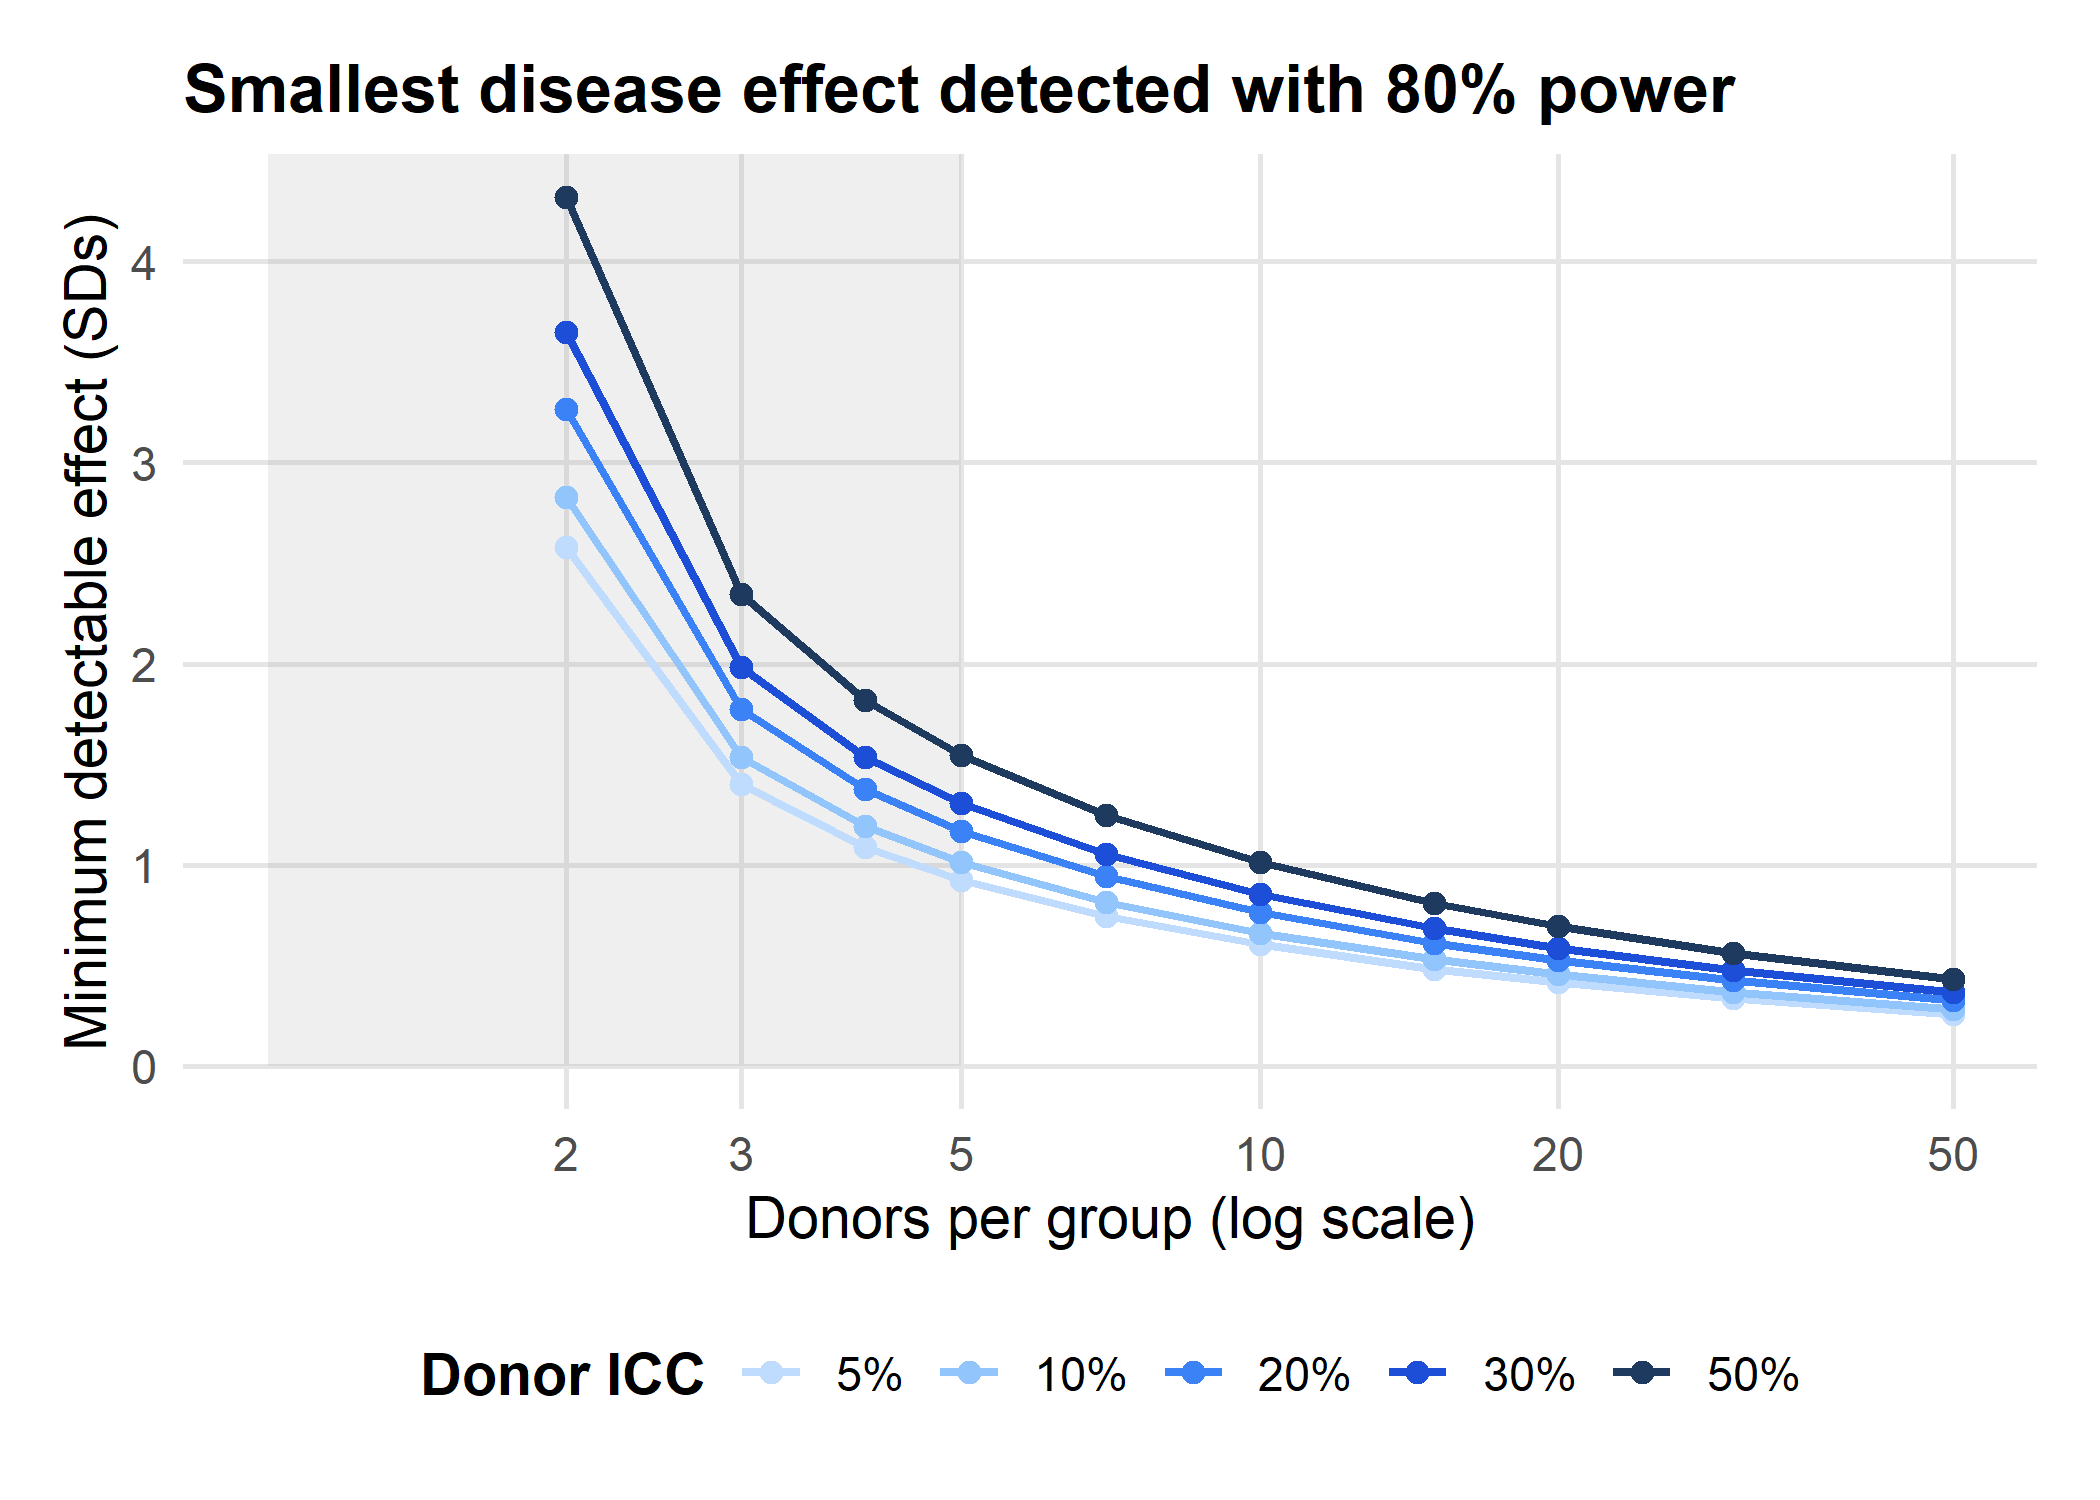 Smallest disease effect detected with 80% power
Minimum detectable effect (SDs)
4
3
2
1
0
2 3 5 10 20 50
Donors per group (log scale)
Donor ICC 5% 10% 20% 30% 50%